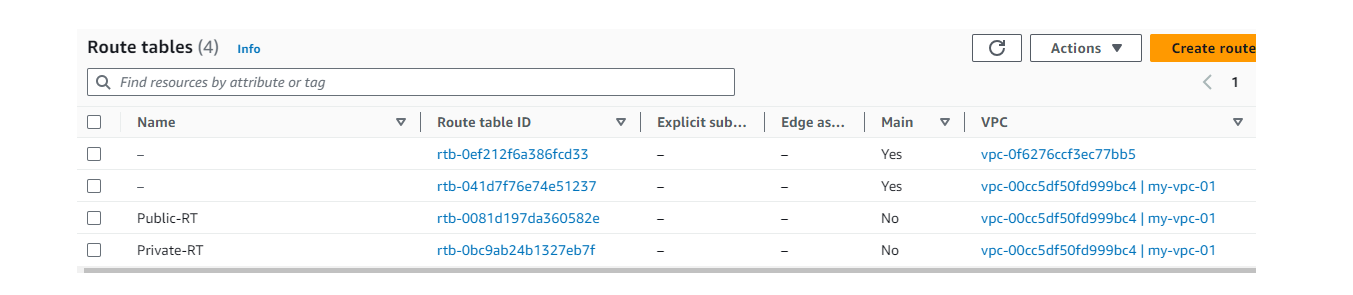 Route tables (4) Info Actions Create route
Find resources by attribute or tag 1
Name Route table ID Explicit sub... Edge as... Main VPC
– rtb-0ef212f6a386fcd33 – – Yes vpc-0f6276ccf3ec77bb5
– rtb-041d7f76e74e51237 – – Yes vpc-00cc5df50fd999bc4 | my-vpc-01
Public-RT rtb-0081d197da360582e – – No vpc-00cc5df50fd999bc4 | my-vpc-01
Private-RT rtb-0bc9ab24b1327eb7f – – No vpc-00cc5df50fd999bc4 | my-vpc-01